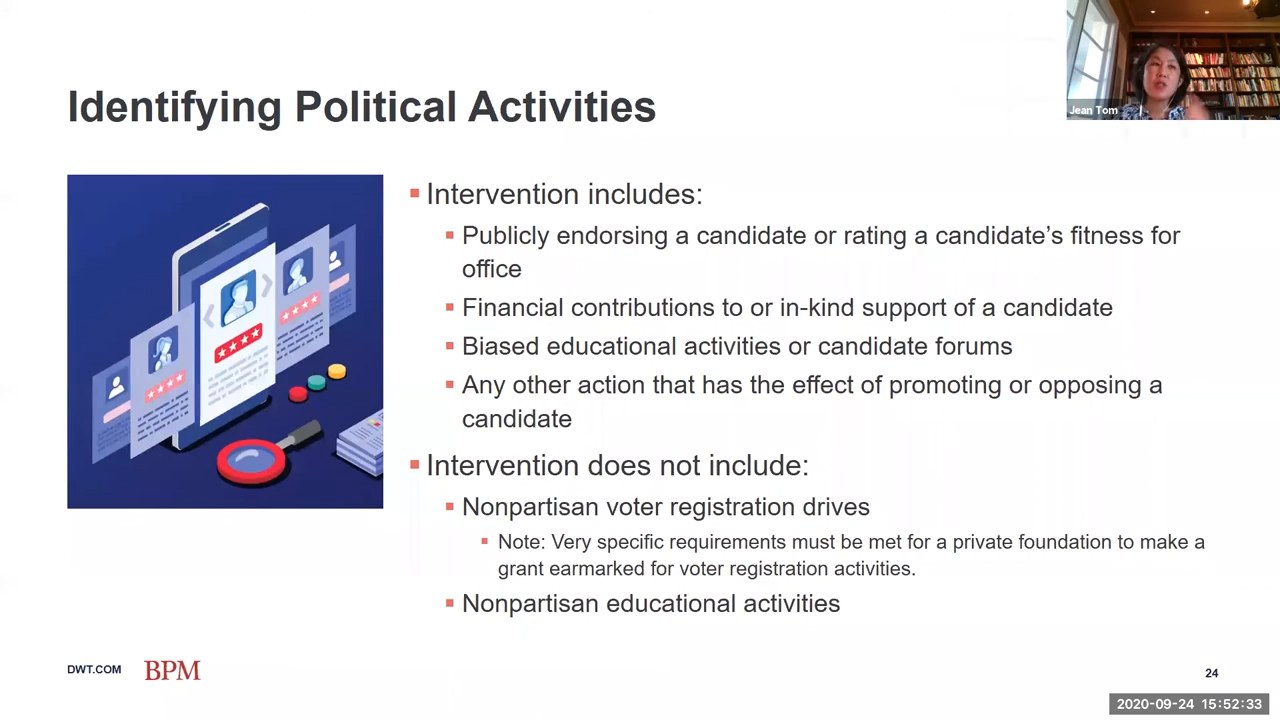 Jean Tom
Identifying Political Activities
Intervention includes:
Publicly endorsing a candidate or rating a candidate’s fitness for
office
Financial contributions to or in-kind support of a candidate
Biased educational activities or candidate forums
Any other action that has the effect of promoting or opposing a
candidate
Intervention does not include:
Nonpartisan voter registration drives
Note: Very specific requirements must be met for a private foundation to make a
grant earmarked for voter registration activities.
Nonpartisan educational activities
DWT.COM
BPM
24
2020-09-24 15:52:33